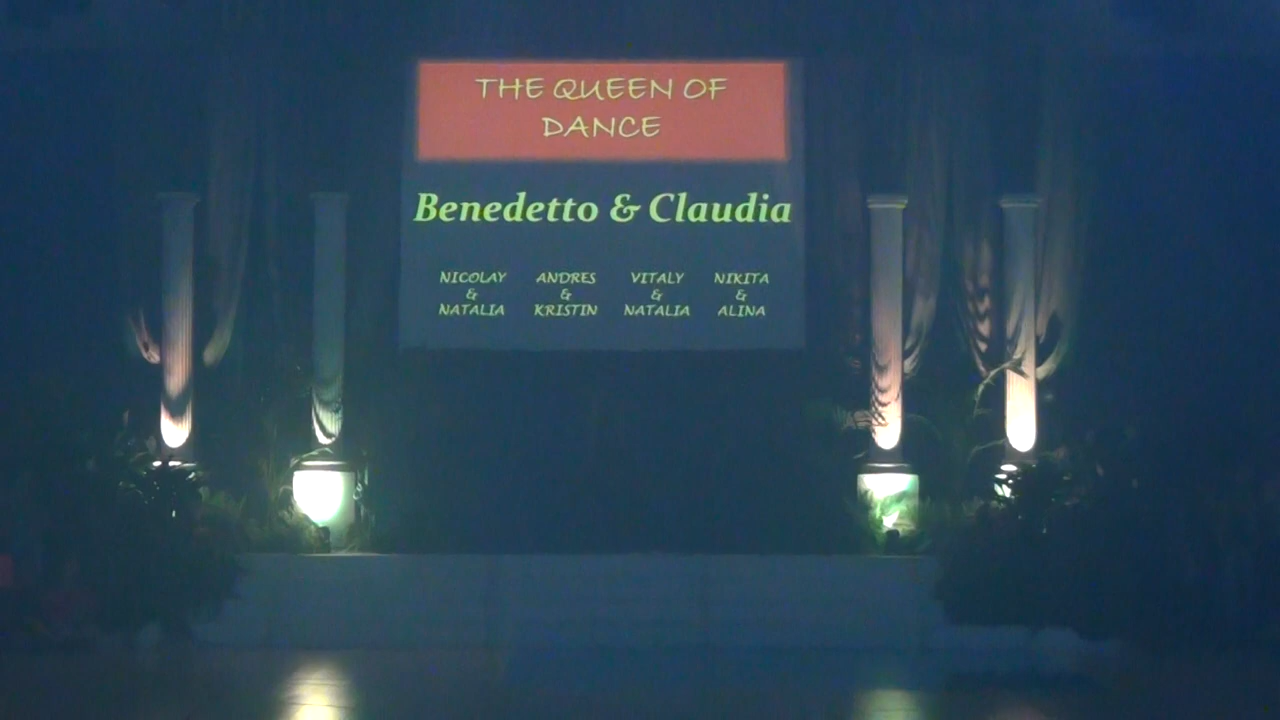 THE QUEEN OF
DANCE
Benedetto & Claudia
NICOLAY ANDRES VITALY NIKITA
& & & &
NATALIA KRISTIN NATALIA ALINA